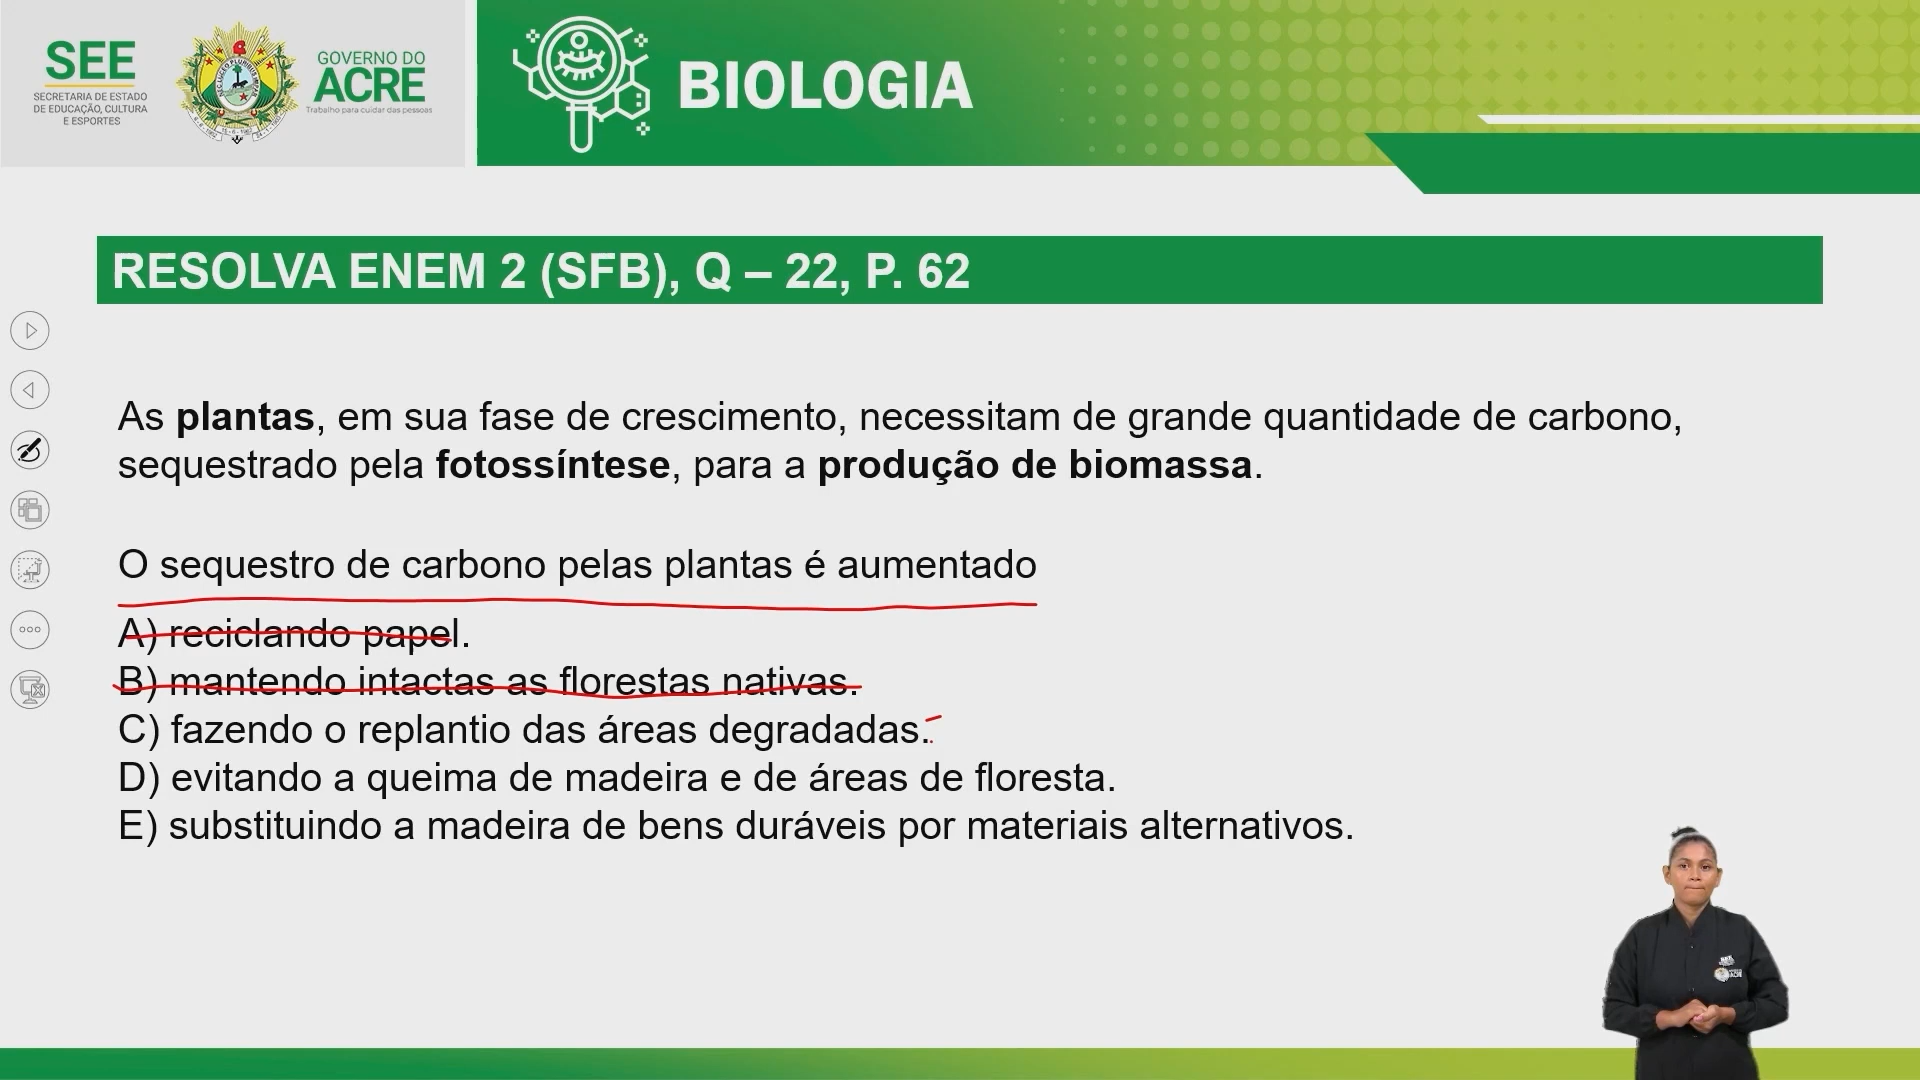 SEE
SECRETARIA DE ESTADO
DE EDUCAÇÃO, CULTURA
E ESPORTES
GOVERNO DO
ACRE
Trabalho para cuidar das pessoas
BIOLOGIA
RESOLVA ENEM 2 (SFB), Q – 22, P. 62
As plantas, em sua fase de crescimento, necessitam de grande quantidade de carbono,
sequestrado pela fotossíntese, para a produção de biomassa.
O sequestro de carbono pelas plantas é aumentado
A) reciclando papel.
B) mantendo intactas as florestas nativas.
C) fazendo o replantio das áreas degradadas.
D) evitando a queima de madeira e de áreas de floresta.
E) substituindo a madeira de bens duráveis por materiais alternativos.